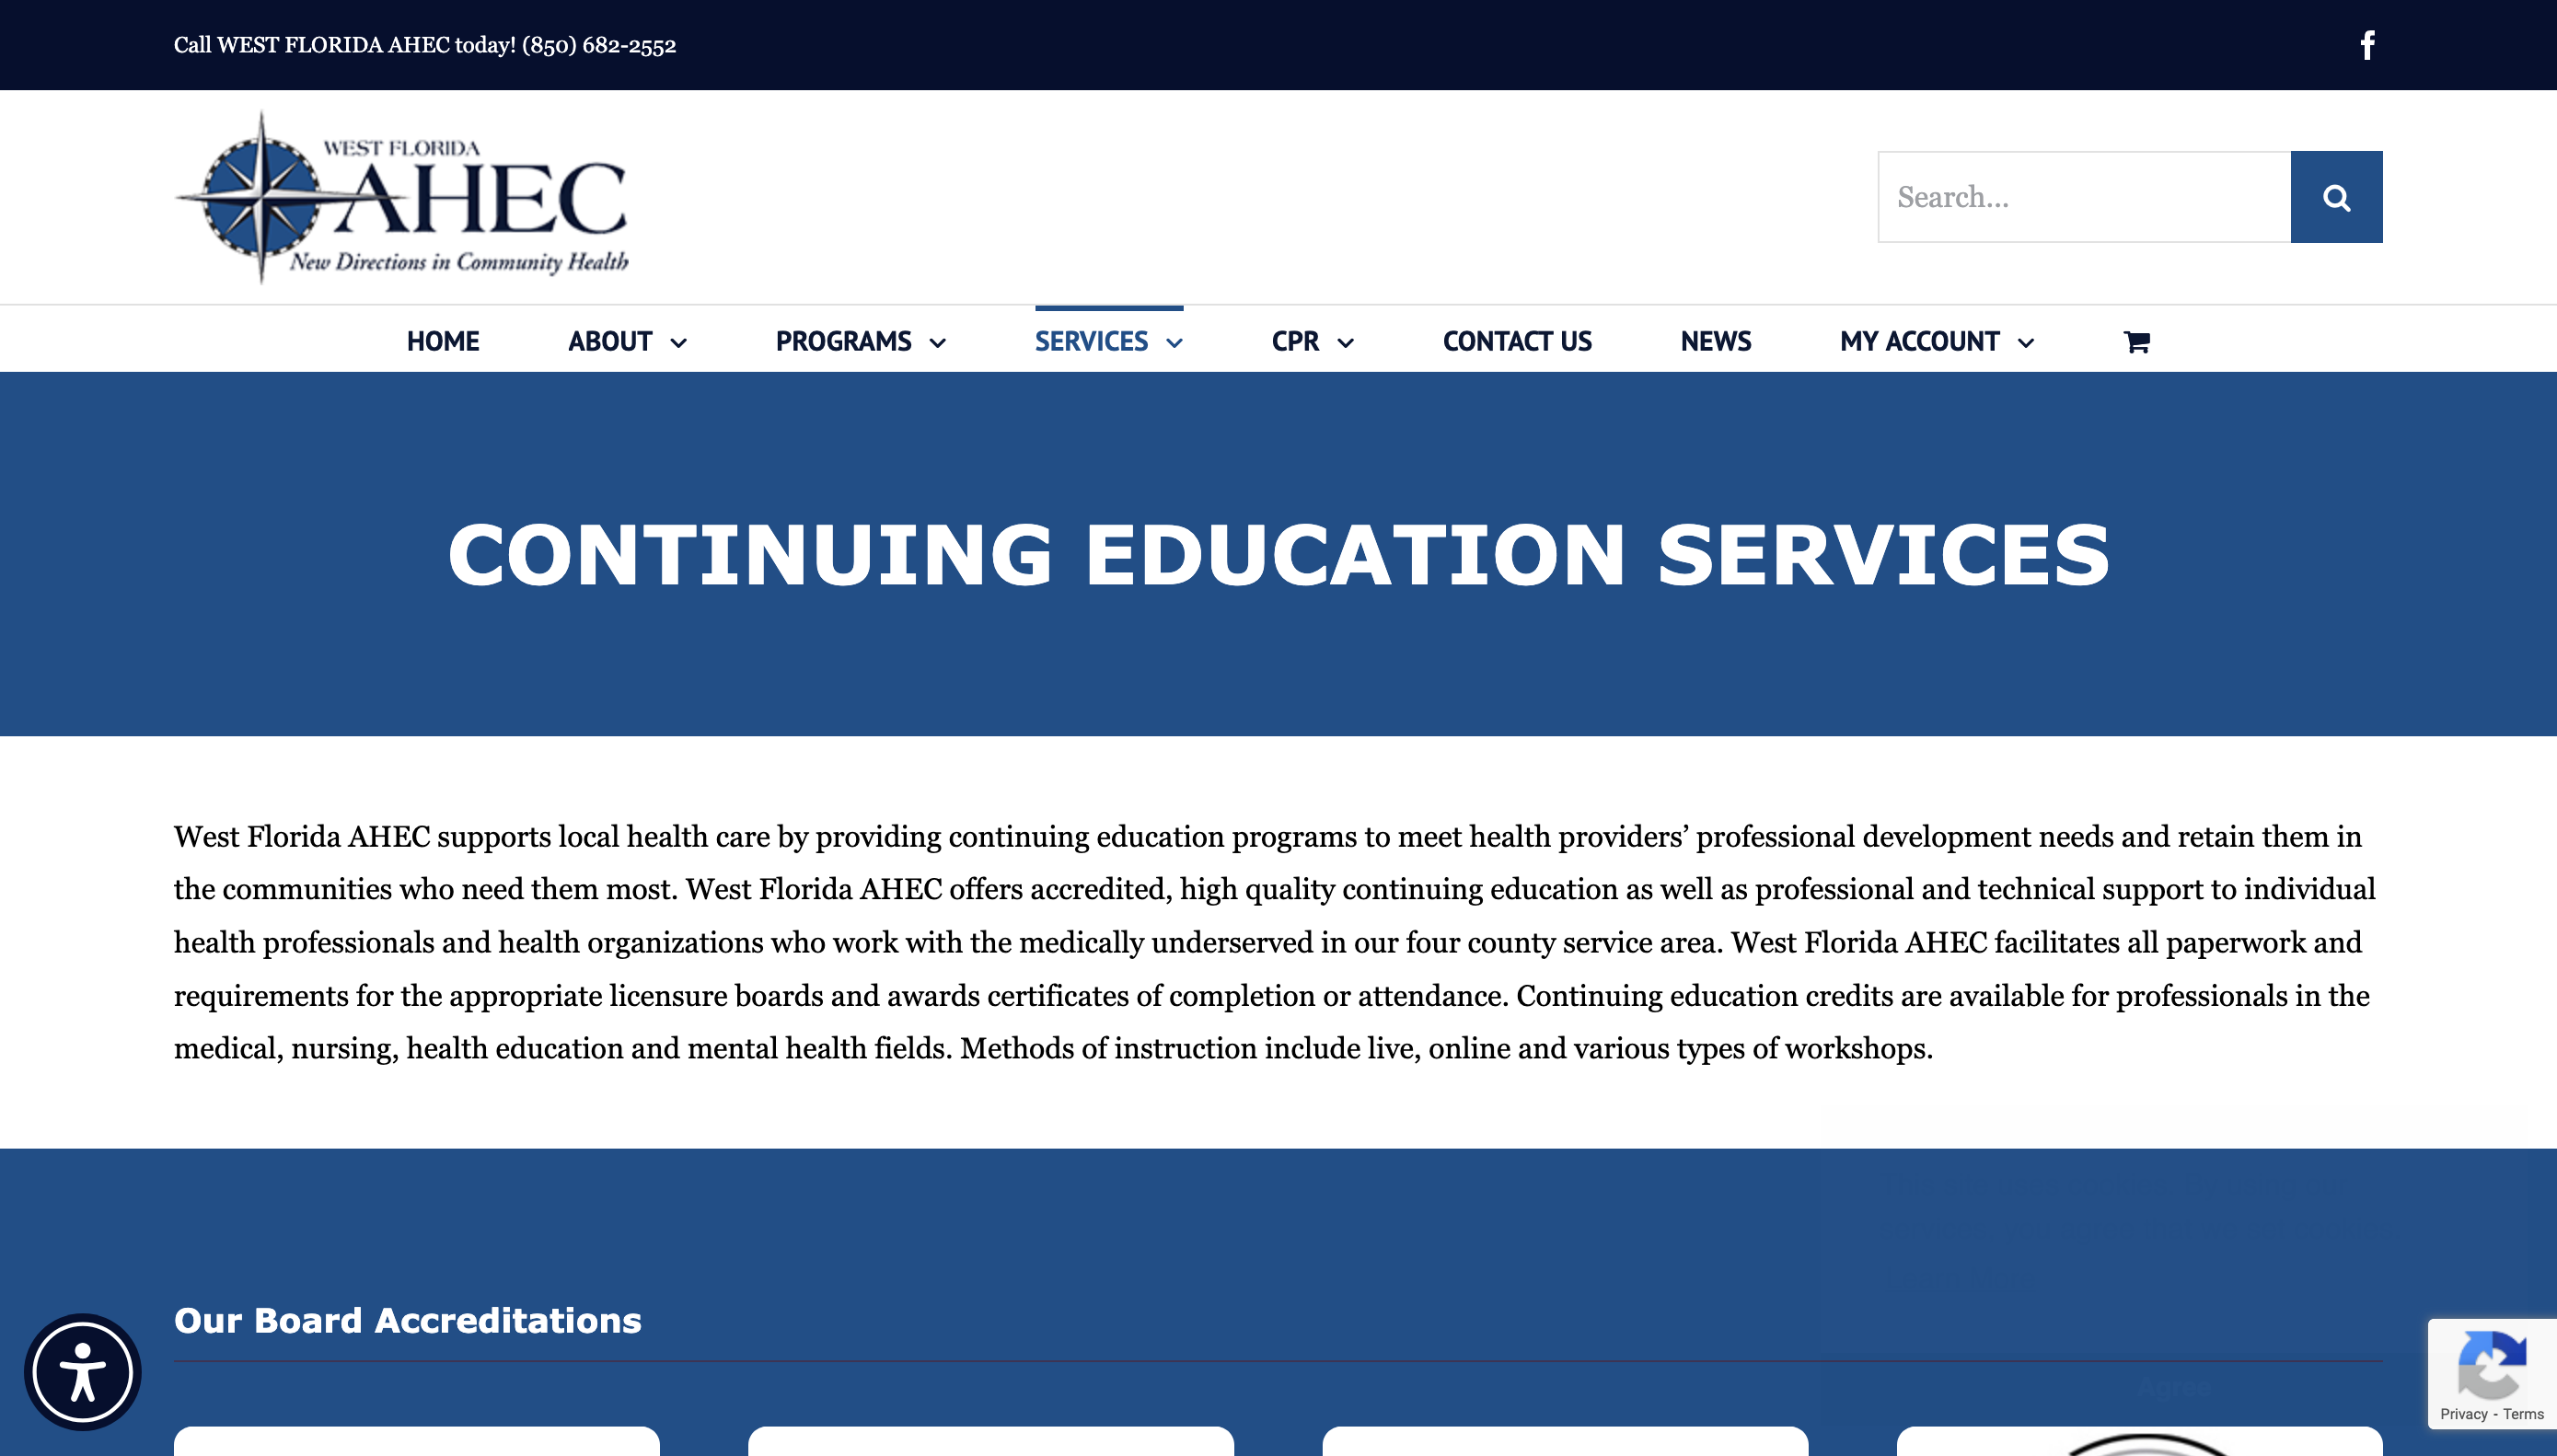 Call WEST FLORIDA AHEC today! (850) 682-2552
WEST FLORIDA
AHEC
New Directions in Community Health
Search...
HOME ABOUT PROGRAMS SERVICES CPR CONTACT US NEWS MY ACCOUNT
CONTINUING EDUCATION SERVICES
West Florida AHEC supports local health care by providing continuing education programs to meet health providers’ professional development needs and retain them in
the communities who need them most. West Florida AHEC offers accredited, high quality continuing education as well as professional and technical support to individual
health professionals and health organizations who work with the medically underserved in our four county service area. West Florida AHEC facilitates all paperwork and
requirements for the appropriate licensure boards and awards certificates of completion or attendance. Continuing education credits are available for professionals in the
medical, nursing, health education and mental health fields. Methods of instruction include live, online and various types of workshops.
Our Board Accreditations
Privacy - Terms